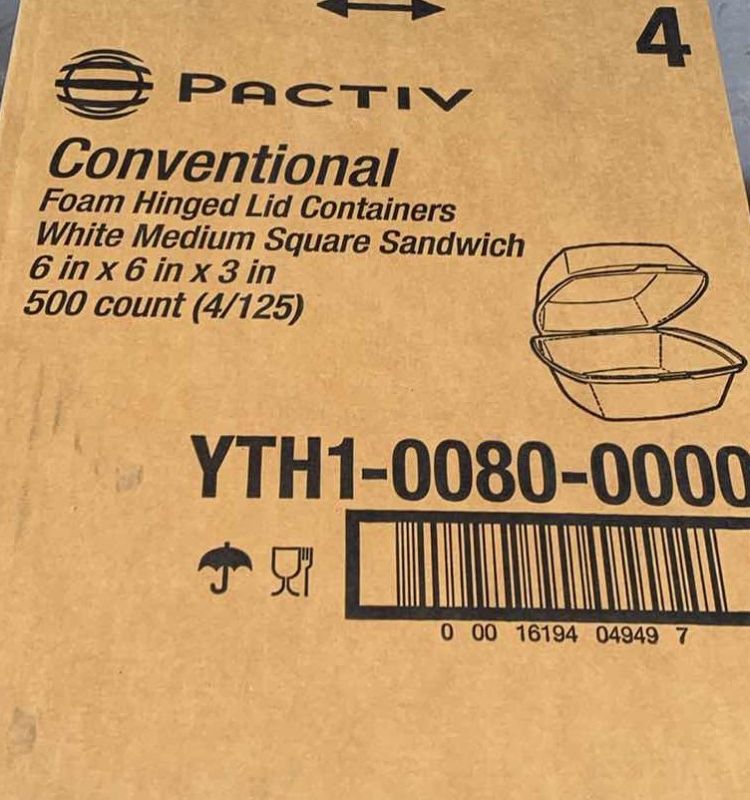 4
PACTIV
Conventional
Foam Hinged Lid Containers
White Medium Square Sandwich
6 in x 6 in x 3 in
500 count (4/125)
YTH1-0080-0000
0 00 16194 04949 7